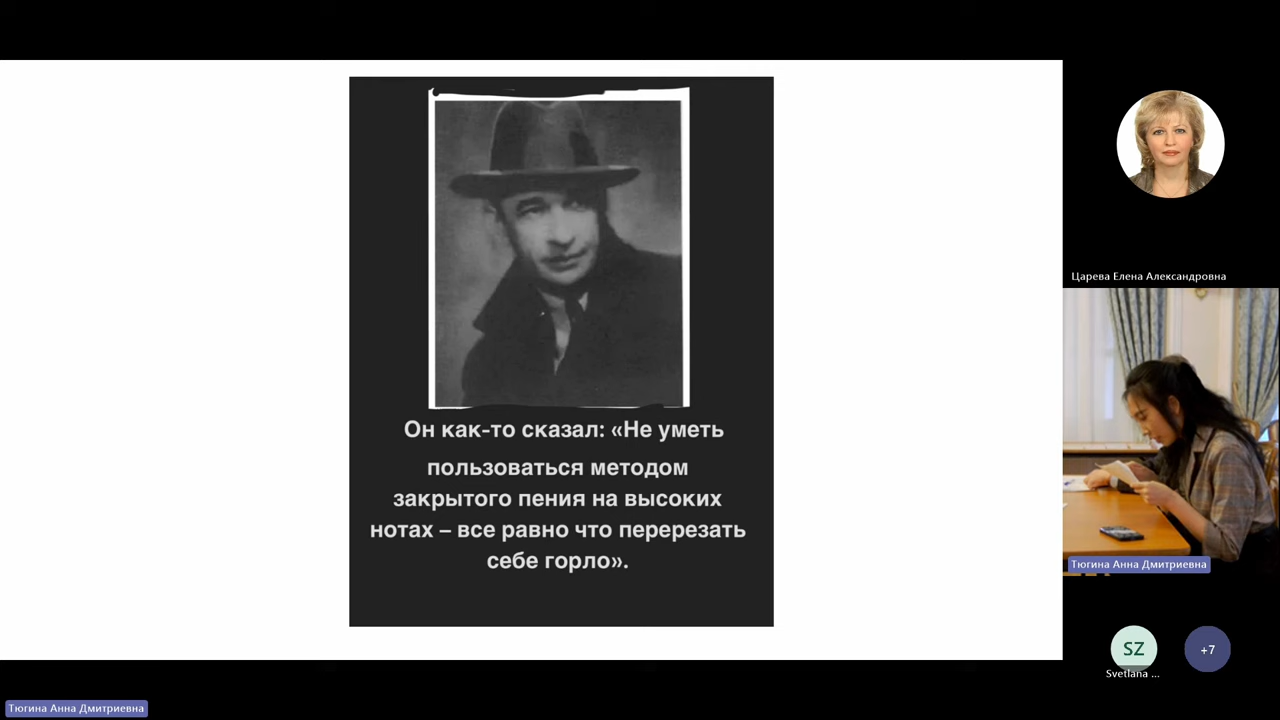 Он как-то сказал: «Не уметь
пользоваться методом
закрытого пения на высоких
нотах – все равно что перерезать
себе горло».
Царева Елена Александровна
Тюгина Анна Дмитриевна
SZ
+7
Svetlana ...
Тюгина Анна Дмитриевна